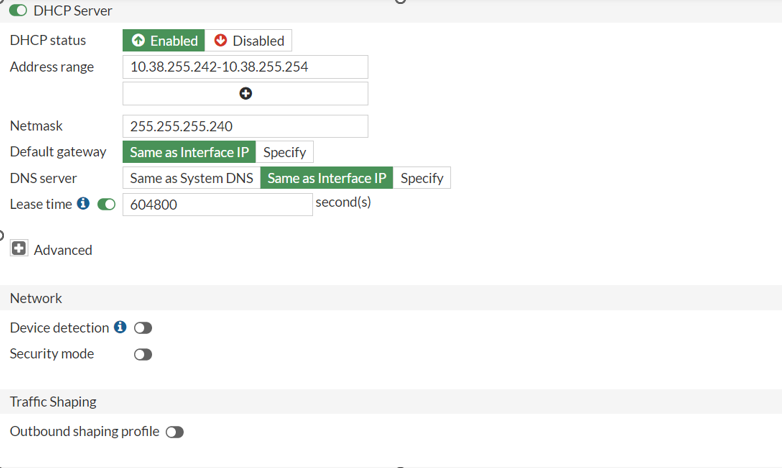 DHCP Server
DHCP status Enabled Disabled
Address range 10.38.255.242-10.38.255.254
Netmask 255.255.255.240
Default gateway Same as Interface IP Specify
DNS server Same as System DNS Same as Interface IP Specify
Lease time 604800 second(s)
Advanced
Network
Device detection
Security mode
Traffic Shaping
Outbound shaping profile